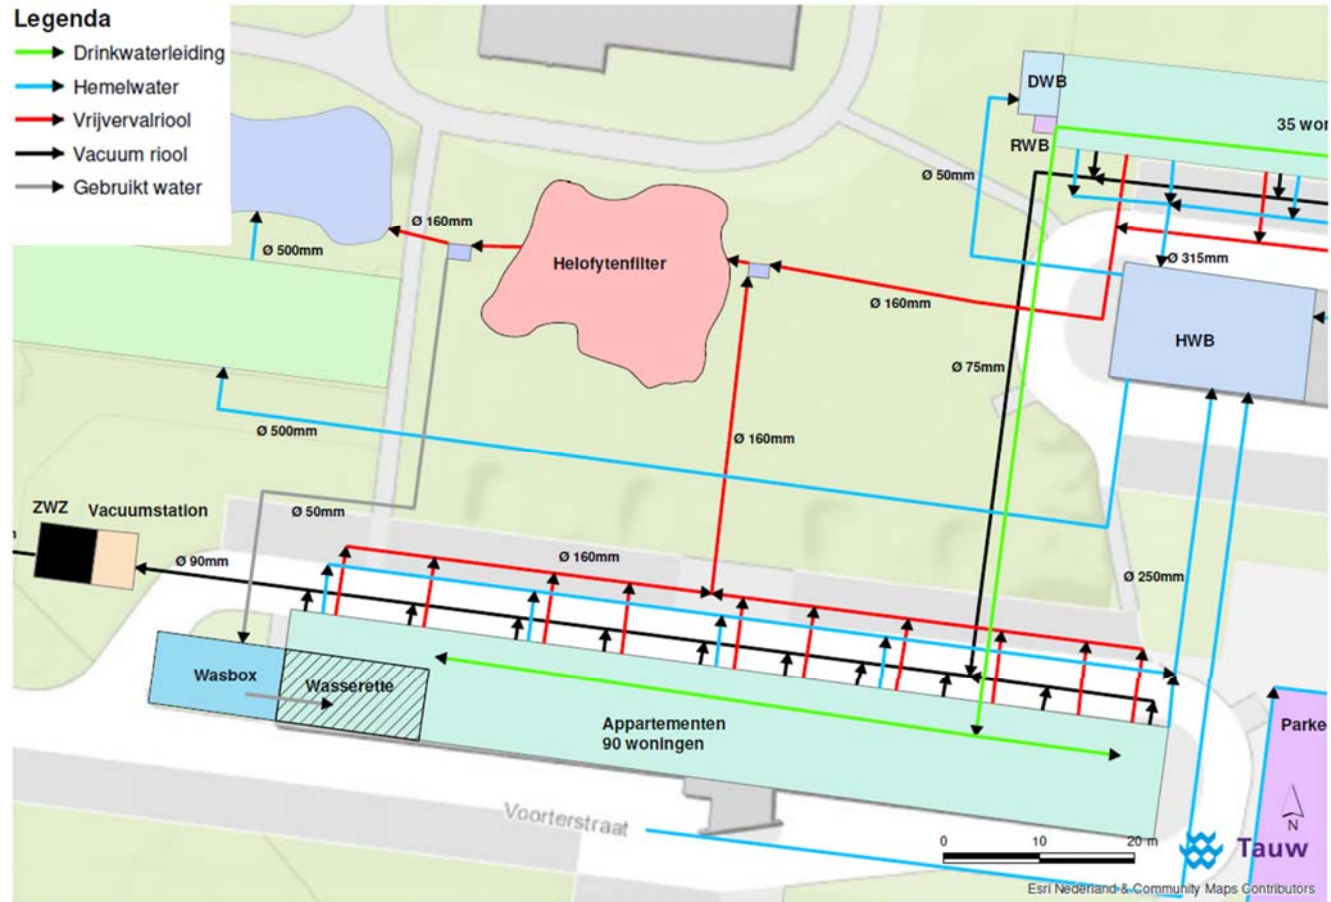 Legenda
Drinkwaterleiding
Hemelwater
Vrijvervalriool
Vacuum riool
Gebruikt water
DWB
35 wor
RWB
Ø 50mm
Ø 160mm
Ø 500mm
Helofytenfilter
Ø 315mm
Ø 160mm
HWB
Ø 75mm
Ø 500mm
Ø 160mm
ZWZ
Vacuumstation
Ø 50mm
Ø 90mm
Ø 160mm
Ø 250mm
Wasbox
Wasserette
Appartementen
90 woningen
Parke
Voorterstraat
N
0 10 20 m
Tauw
Esri Nederland & Community Maps Contributors